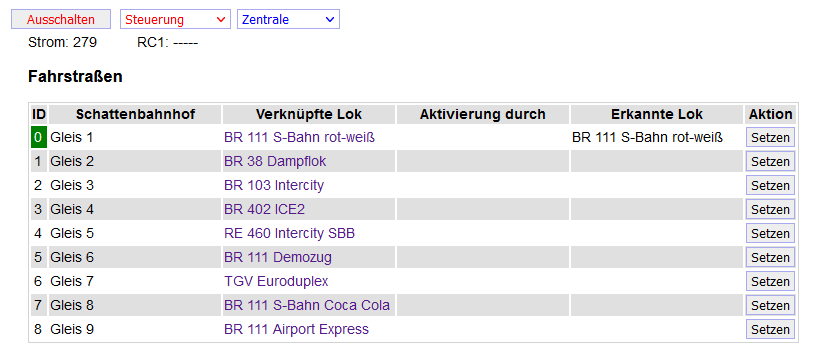 Ausschalten Steuerung Zentrale
Strom: 279 RC1: -----
Fahrstraßen
ID Schattenbahnhof Verknüpfte Lok Aktivierung durch Erkannte Lok Aktion
0 Gleis 1 BR 111 S-Bahn rot-weiß BR 111 S-Bahn rot-weiß Setzen
1 Gleis 2 BR 38 Dampflok Setzen
2 Gleis 3 BR 103 Intercity Setzen
3 Gleis 4 BR 402 ICE2 Setzen
4 Gleis 5 RE 460 Intercity SBB Setzen
5 Gleis 6 BR 111 Demozug Setzen
6 Gleis 7 TGV Euroduplex Setzen
7 Gleis 8 BR 111 S-Bahn Coca Cola Setzen
8 Gleis 9 BR 111 Airport Express Setzen